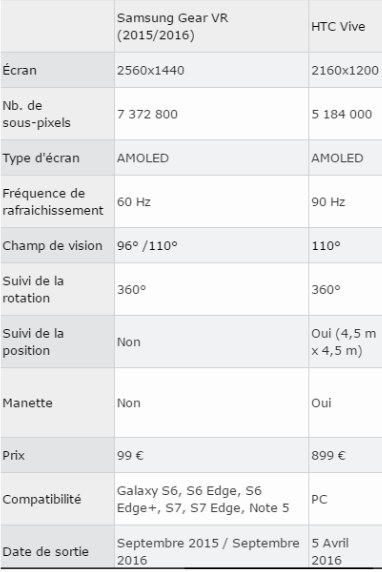 Samsung Gear VR
(2015/2016)
HTC Vive
Écran
2560x1440
2160x1200
Nb. de
sous-pixels
7 372 800
5 184 000
Type d'écran
AMOLED
AMOLED
Fréquence de
rafraichissement
60 Hz
90 Hz
Champ de vision
96° /110°
110°
Suivi de la
rotation
360°
360°
Suivi de la
position
Non
Oui (4,5 m
x 4,5 m)
Manette
Non
Oui
Prix
99 €
899 €
Compatibilité
Galaxy S6, S6 Edge, S6
Edge+, S7, S7 Edge, Note 5
PC
Date de sortie
Septembre 2015 / Septembre
2016
5 Avril
2016